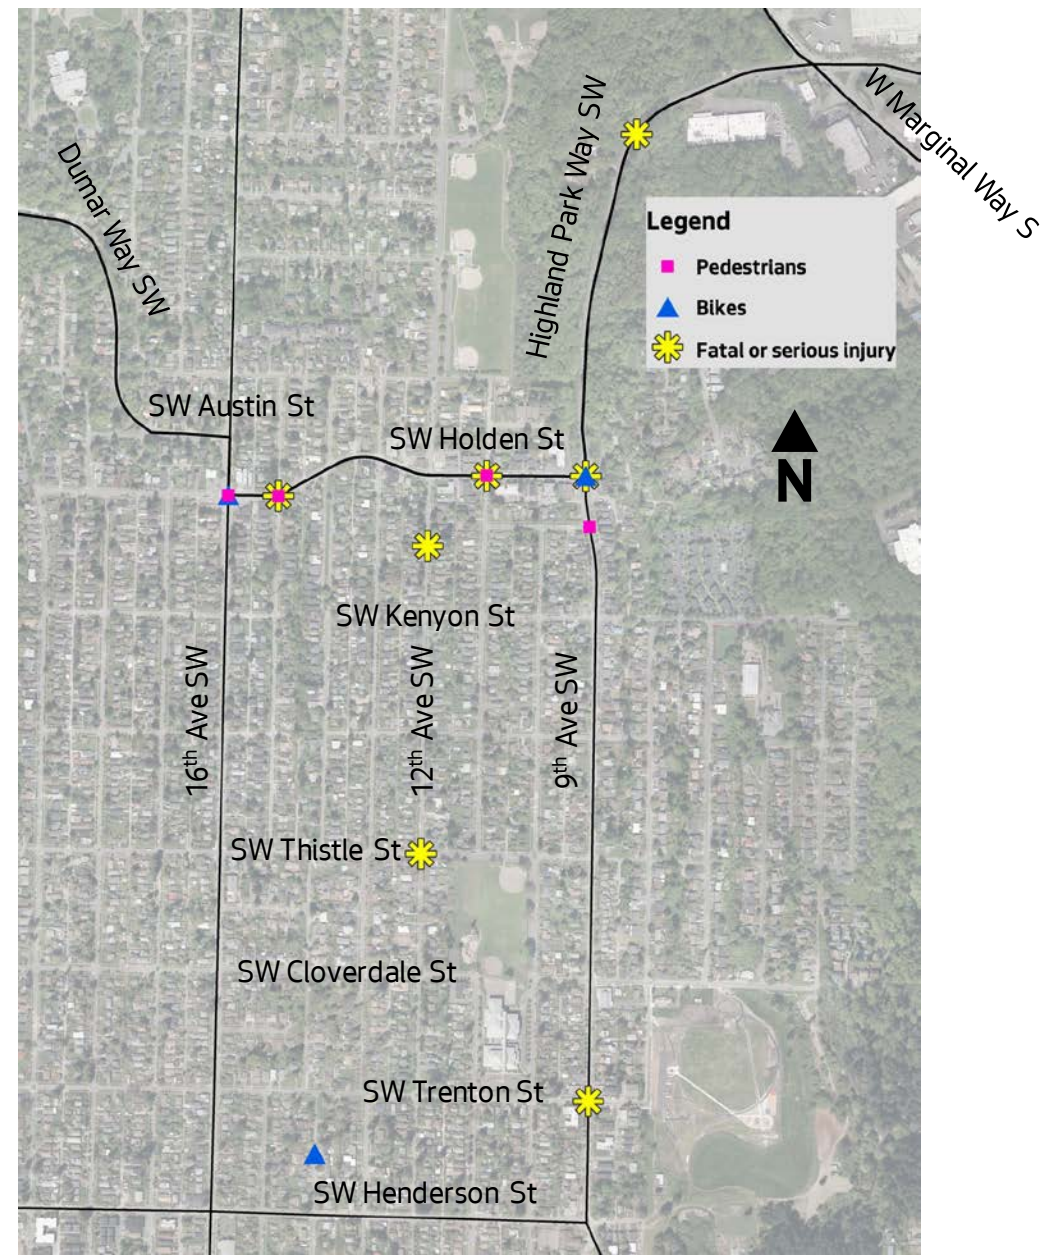 W Marginal Way S
Highland Park Way SW
Dumar Way SW
Legend
Pedestrians
Bikes
Fatal or serious injury
SW Austin St
SW Holden St
N
SW Kenyon St
16th Ave SW
12th Ave SW
9th Ave SW
SW Thistle St
SW Cloverdale St
SW Trenton St
SW Henderson St